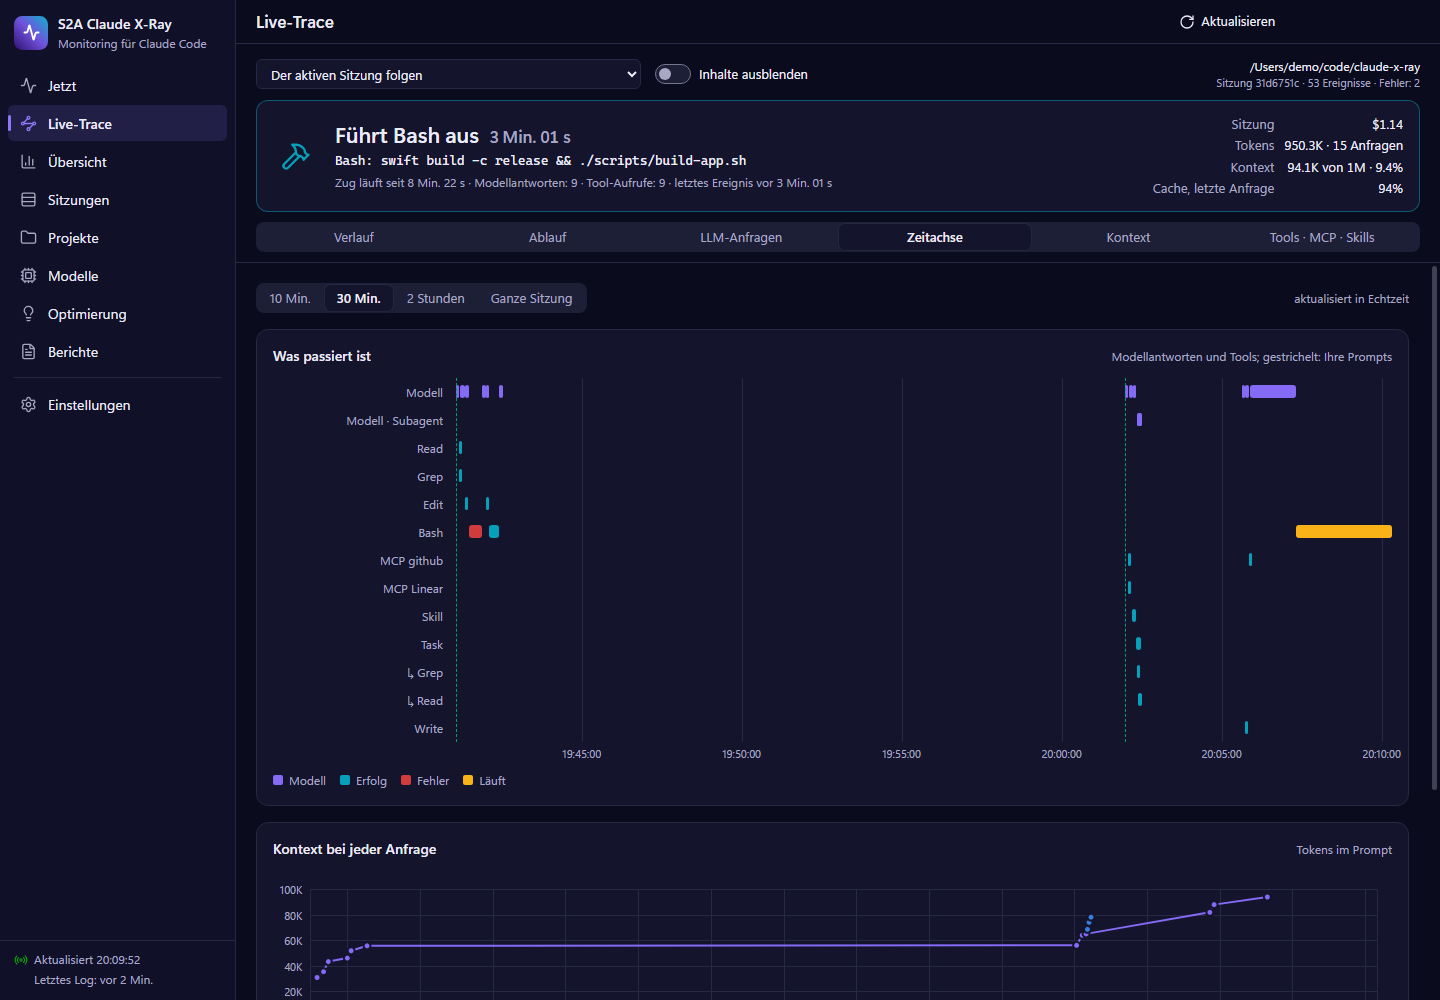 S2A Claude X-Ray
Monitoring für Claude Code
Jetzt
Live-Trace
Übersicht
Sitzungen
Projekte
Modelle
Optimierung
Berichte
Einstellungen
Aktualisiert 20:09:52
Letztes Log: vor 2 Min.
Live-Trace
Aktualisieren
Der aktiven Sitzung folgen
Inhalte ausblenden
/Users/demo/code/claude-x-ray
Sitzung 31d6751c · 53 Ereignisse · Fehler: 2
Führt Bash aus 3 Min. 01 s
Bash: swift build -c release && ./scripts/build-app.sh
Zug läuft seit 8 Min. 22 s · Modellantworten: 9 · Tool-Aufrufe: 9 · letztes Ereignis vor 3 Min. 01 s
Sitzung $1.14
Tokens 950.3K · 15 Anfragen
Kontext 94.1K von 1M · 9.4%
Cache, letzte Anfrage 94%
Verlauf Ablauf LLM-Anfragen Zeitachse Kontext Tools · MCP · Skills
10 Min. 30 Min. 2 Stunden Ganze Sitzung
aktualisiert in Echtzeit
Was passiert ist
Modellantworten und Tools; gestrichelt: Ihre Prompts
Modell
Modell · Subagent
Read
Grep
Edit
Bash
MCP github
MCP Linear
Skill
Task
↳ Grep
↳ Read
Write
19:45:00 19:50:00 19:55:00 20:00:00 20:05:00 20:10:00
Modell Erfolg Fehler Läuft
Kontext bei jeder Anfrage
Tokens im Prompt
100K
80K
60K
40K
20K